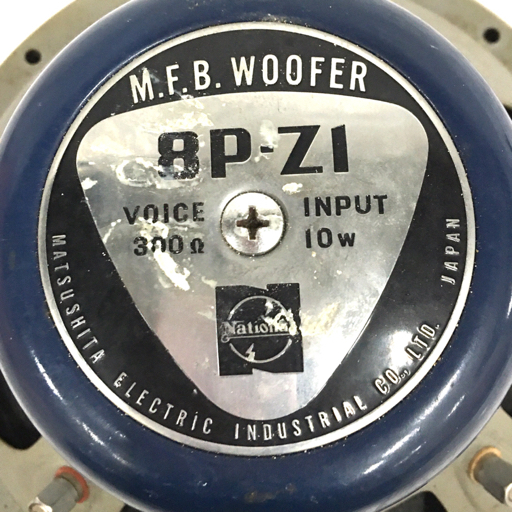 M.F.B. WOOFER
8P-Z1
VOICE INPUT
300Ω 10W
National
MATSUSHITA ELECTRIC INDUSTRIAL CO., LTD. JAPAN